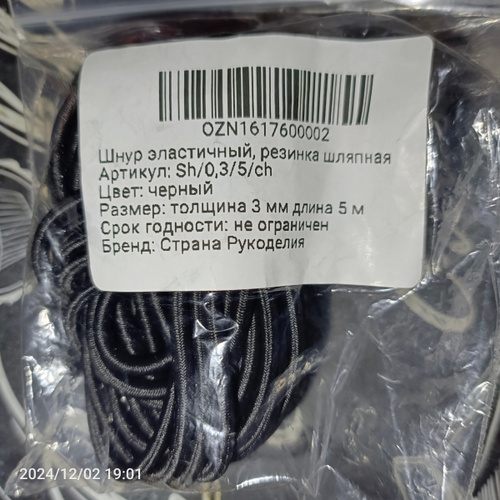 OZN1617600002
Шнур эластичный, резинка шляпная
Артикул: Sh/0,3/5/ch
Цвет: черный
Размер: толщина 3 мм длина 5 м
Срок годности: не ограничен
Бренд: Страна Рукоделия
2024/12/02 19:01